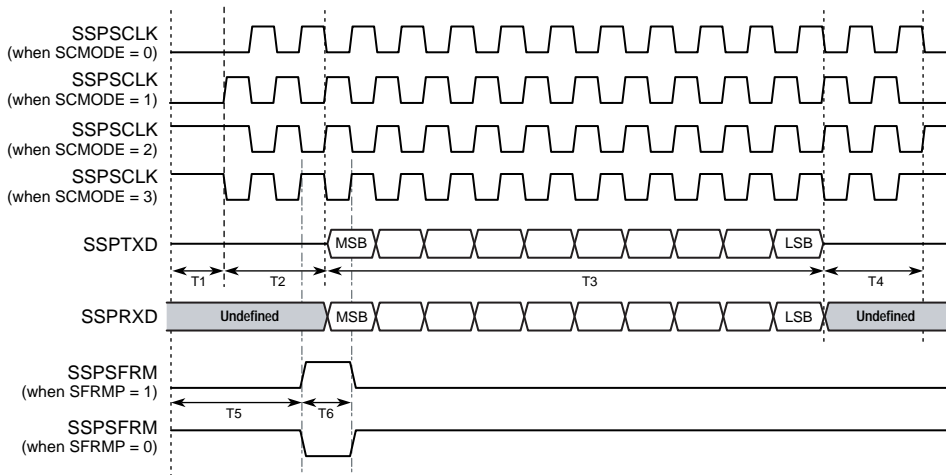 SSPSCLK
(when SCMODE = 0)
SSPSCLK
(when SCMODE = 1)
SSPSCLK
(when SCMODE = 2)
SSPSCLK
(when SCMODE = 3)
SSPTXD
MSB
LSB
T1
T2
T3
T4
SSPRXD
Undefined
MSB
LSB
Undefined
SSPSFRM
(when SFRMP = 1)
T5
T6
SSPSFRM
(when SFRMP = 0)